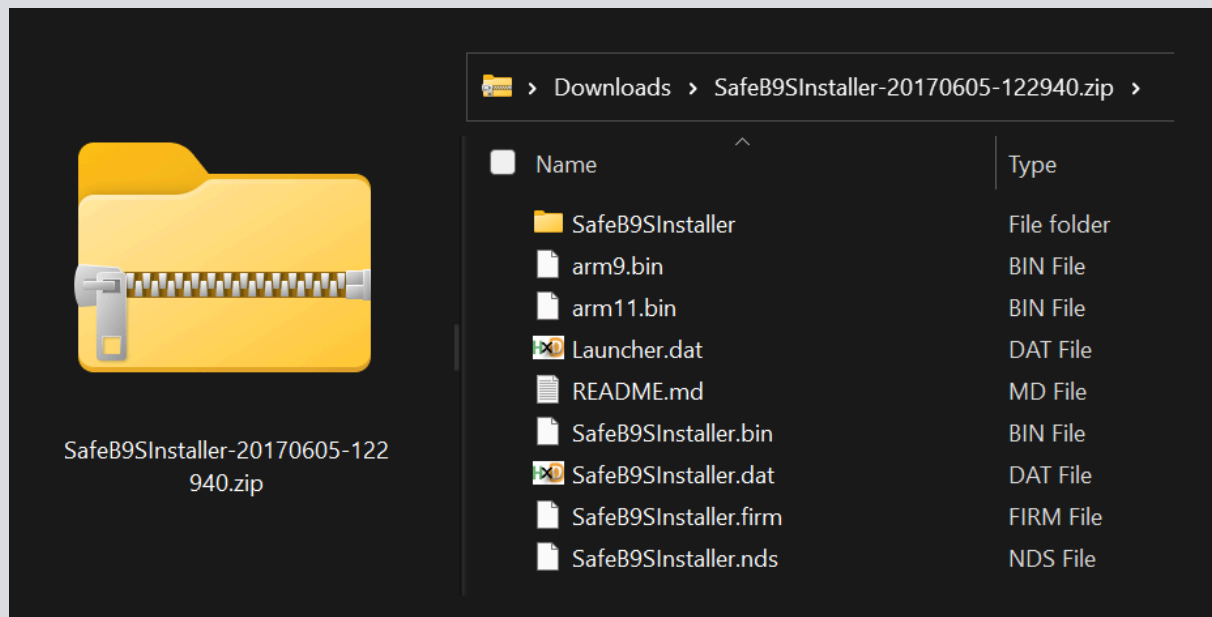 Downloads > SafeB9SInstaller-20170605-122940.zip
Name Type
SafeB9SInstaller File folder
arm9.bin BIN File
arm11.bin BIN File
Launcher.dat DAT File
README.md MD File
SafeB9SInstaller.bin BIN File
SafeB9SInstaller.dat DAT File
SafeB9SInstaller.firm FIRM File
SafeB9SInstaller.nds NDS File
SafeB9SInstaller-20170605-122
940.zip